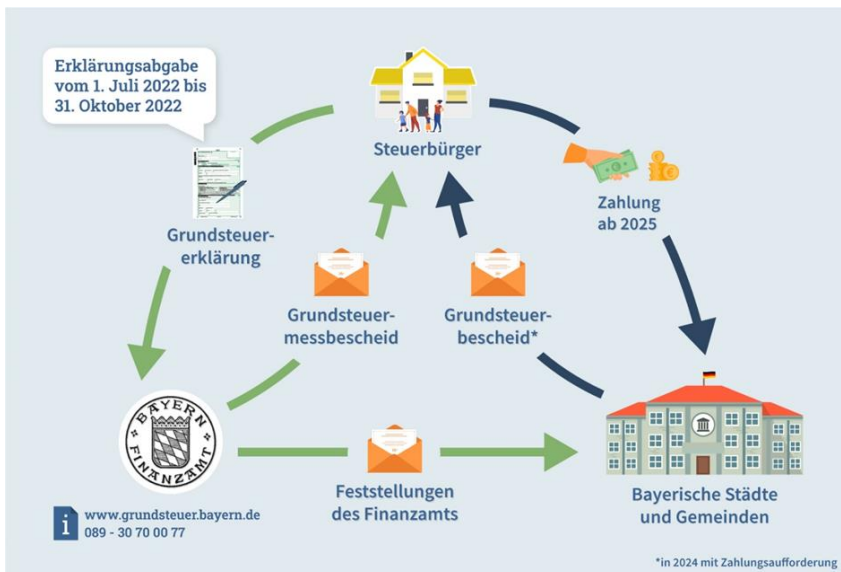 Erklärungsabgabe
vom 1. Juli 2022 bis
31. Oktober 2022
Steuerbürger
Zahlung
ab 2025
Grundsteuer-
erklärung
Grundsteuer-
messbescheid
Grundsteuer-
bescheid*
BAYERN
FINANZAMT
Feststellungen
des Finanzamts
Bayerische Städte
und Gemeinden
i
www.grundsteuer.bayern.de
089 - 30 70 00 77
*in 2024 mit Zahlungsaufforderung